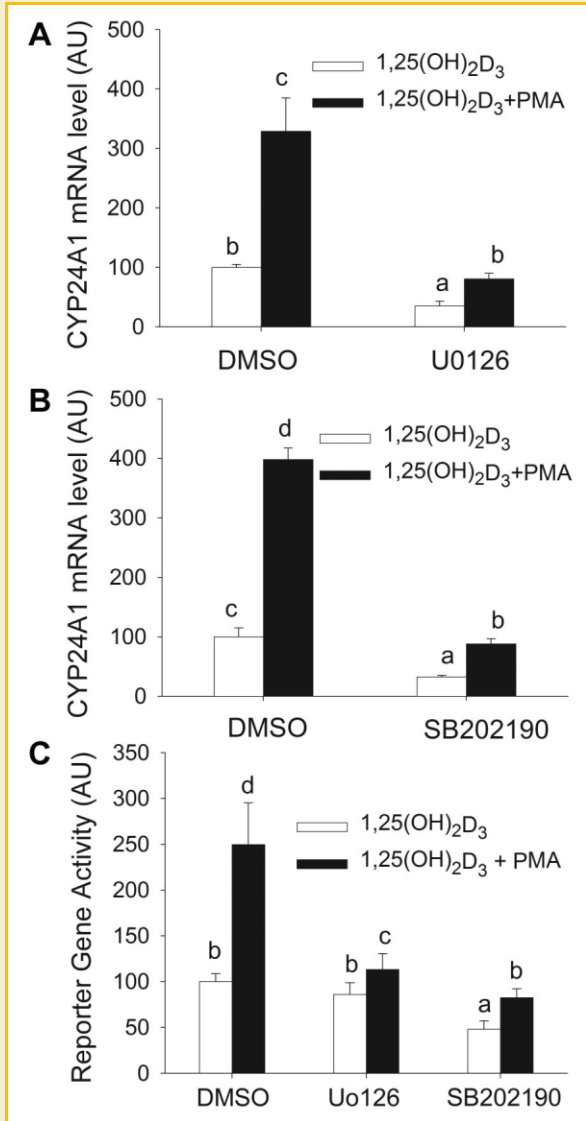 A
CYP24A1 mRNA level (AU)
500
400
300
200
100
0
1,25(OH)₂D₃
1,25(OH)₂D₃+PMA
b
c
a
b
DMSO
U0126
B
CYP24A1 mRNA level (AU)
500
400
300
200
100
0
1,25(OH)₂D₃
1,25(OH)₂D₃+PMA
c
d
a
b
DMSO
SB202190
C
Reporter Gene Activity (AU)
350
300
250
200
150
100
50
0
1,25(OH)₂D₃
1,25(OH)₂D₃ + PMA
b
d
b
c
a
b
DMSO
Uo126
SB202190